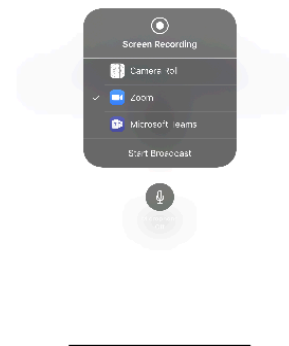 Screen Recording
Camera Roll
Zoom
Microsoft Teams
Start Broadcast